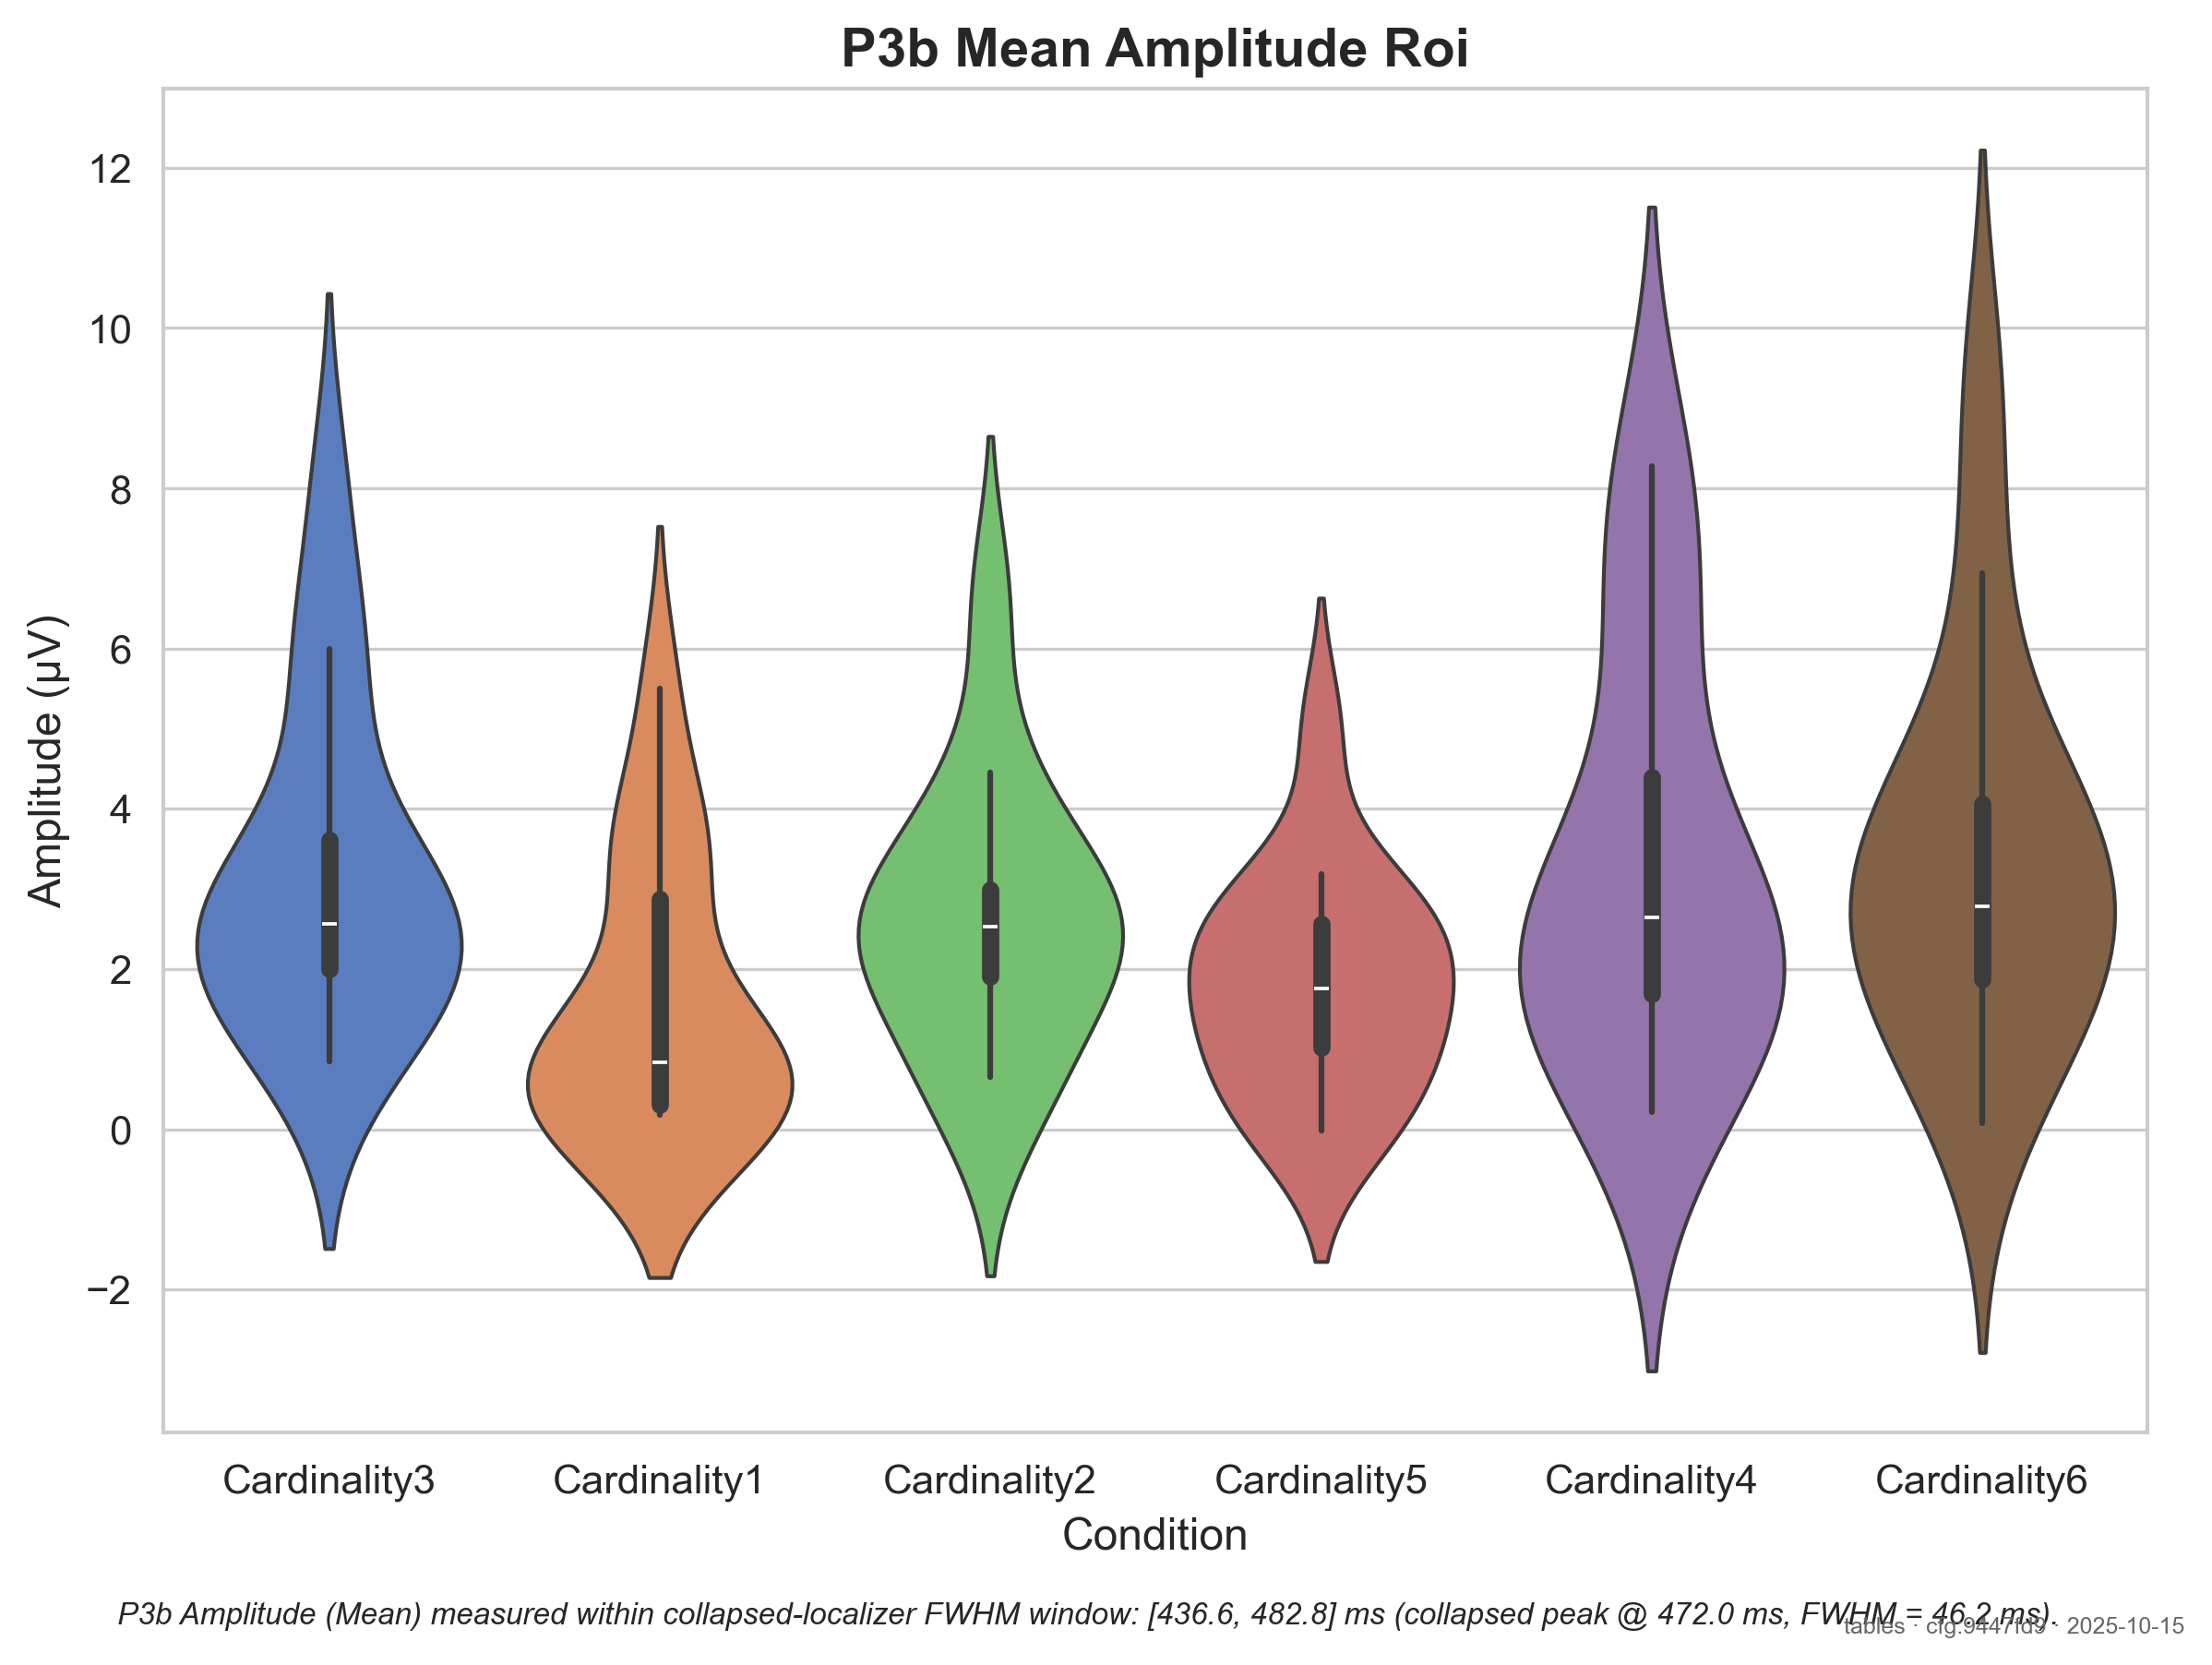 P3b Mean Amplitude Roi
12
10
8
6
4
2
0
−2
Amplitude (µV)
Cardinality3 Cardinality1 Cardinality2 Cardinality5 Cardinality4 Cardinality6
Condition
P3b Amplitude (Mean) measured within collapsed-localizer FWHM window: [436.6, 482.8] ms (collapsed peak @ 472.0 ms, FWHM = 46.2 ms).
tables · cfg:9447fd9 · 2025-10-15